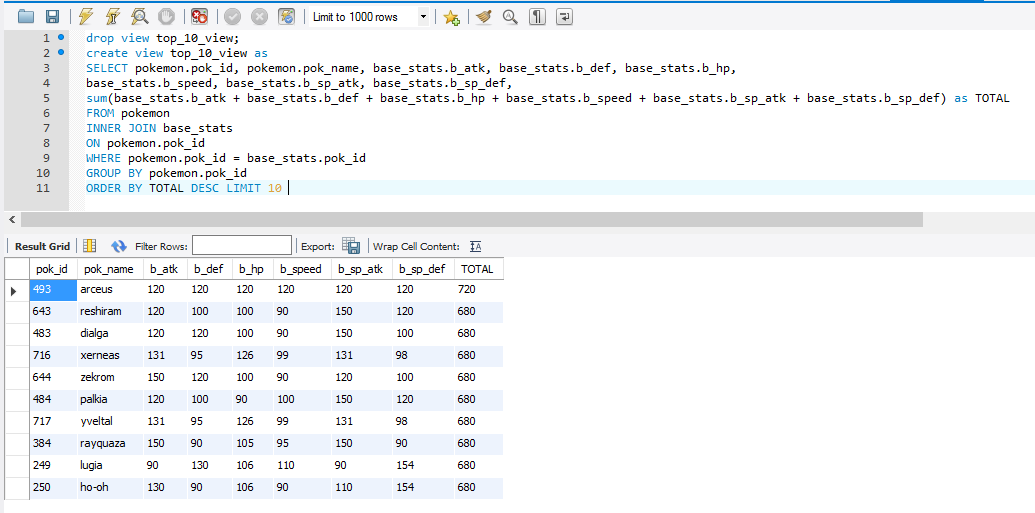 Limit to 1000 rows
1 drop view top_10_view;
2 create view top_10_view as
3 SELECT pokemon.pok_id, pokemon.pok_name, base_stats.b_atk, base_stats.b_def, base_stats.b_hp,
4 base_stats.b_speed, base_stats.b_sp_atk, base_stats.b_sp_def,
5 sum(base_stats.b_atk + base_stats.b_def + base_stats.b_hp + base_stats.b_speed + base_stats.b_sp_atk + base_stats.b_sp_def) as TOTAL
6 FROM pokemon
7 INNER JOIN base_stats
8 ON pokemon.pok_id
9 WHERE pokemon.pok_id = base_stats.pok_id
10 GROUP BY pokemon.pok_id
11 ORDER BY TOTAL DESC LIMIT 10
Result Grid Filter Rows: Export: Wrap Cell Content:
pok_id pok_name b_atk b_def b_hp b_speed b_sp_atk b_sp_def TOTAL
493 arceus 120 120 120 120 120 120 720
643 reshiram 120 100 100 90 150 120 680
483 dialga 120 120 100 90 150 100 680
716 xerneas 131 95 126 99 131 98 680
644 zekrom 150 120 100 90 120 100 680
484 palkia 120 100 90 100 150 120 680
717 yveltal 131 95 126 99 131 98 680
384 rayquaza 150 90 105 95 150 90 680
249 lugia 90 130 106 110 90 154 680
250 ho-oh 130 90 106 90 110 154 680